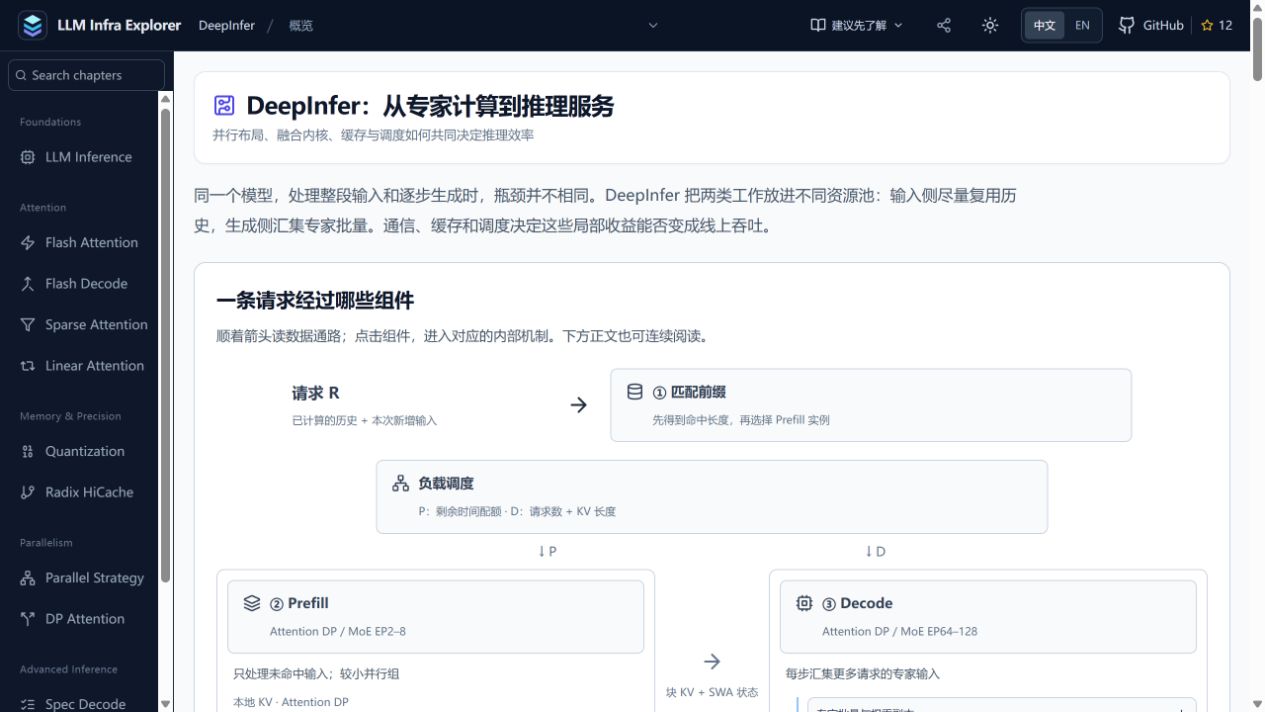 LLM Infra Explorer
DeepInfer / 概览
建议先了解
中文 EN
GitHub 12
Search chapters
Foundations
LLM Inference
Attention
Flash Attention
Flash Decode
Sparse Attention
Linear Attention
Memory & Precision
Quantization
Radix HiCache
Parallelism
Parallel Strategy
DP Attention
Advanced Inference
Spec Decode
DeepInfer：从专家计算到推理服务
并行布局、融合内核、缓存与调度如何共同决定推理效率
同一个模型，处理整段输入和逐步生成时，瓶颈并不相同。DeepInfer 把两类工作放进不同资源池：输入侧尽量复用历
史，生成侧汇集专家批量。通信、缓存和调度决定这些局部收益能否变成线上吞吐。
一条请求经过哪些组件
顺着箭头读数据通路；点击组件，进入对应的内部机制。下方正文也可连续阅读。
请求 R
已计算的历史 + 本次新增输入
→
① 匹配前缀
先得到命中长度，再选择 Prefill 实例
负载调度
P：剩余时间配额 · D：请求数 + KV 长度
↓ P
↓ D
② Prefill
Attention DP / MoE EP2–8
只处理未命中输入；较小并行组
本地 KV · Attention DP
→
块 KV + SWA 状态
③ Decode
Attention DP / MoE EP64–128
每步汇集更多请求的专家输入